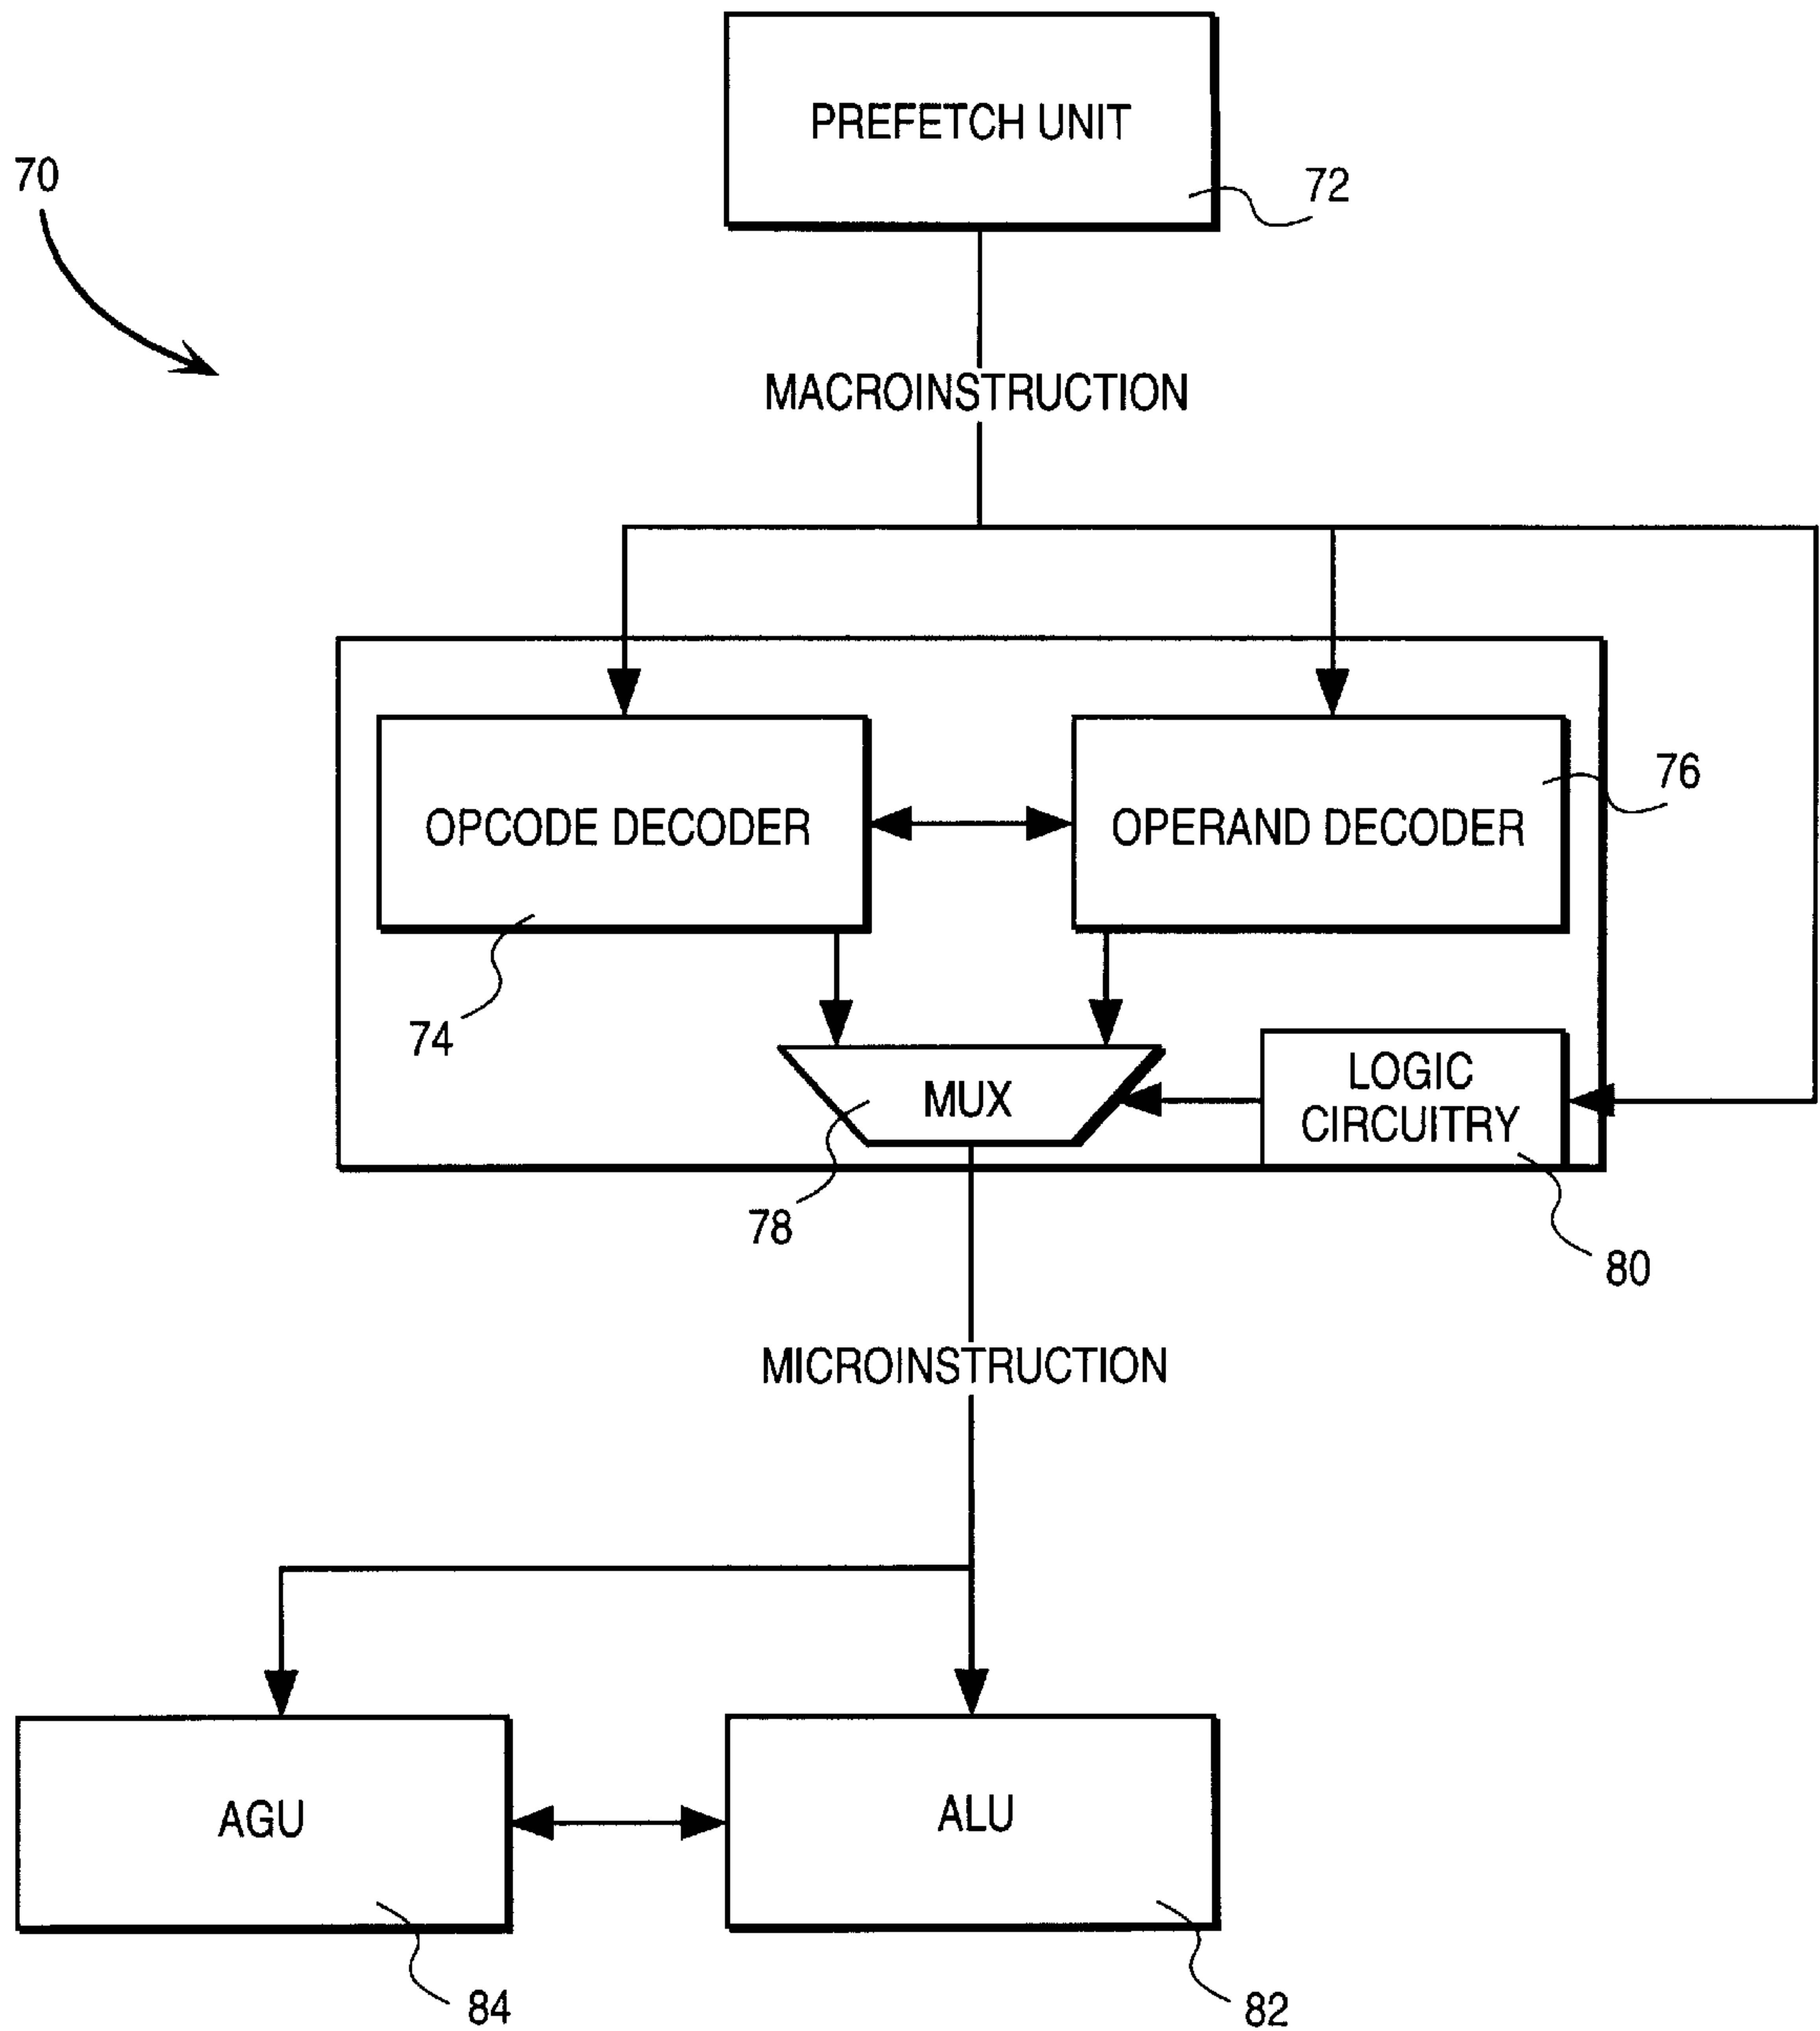 PREFETCH UNIT
70
72
MACROINSTRUCTION
76
OPCODE DECODER
OPERAND DECODER
74
MUX
LOGIC
CIRCUITRY
78
80
MICROINSTRUCTION
AGU
ALU
84
82